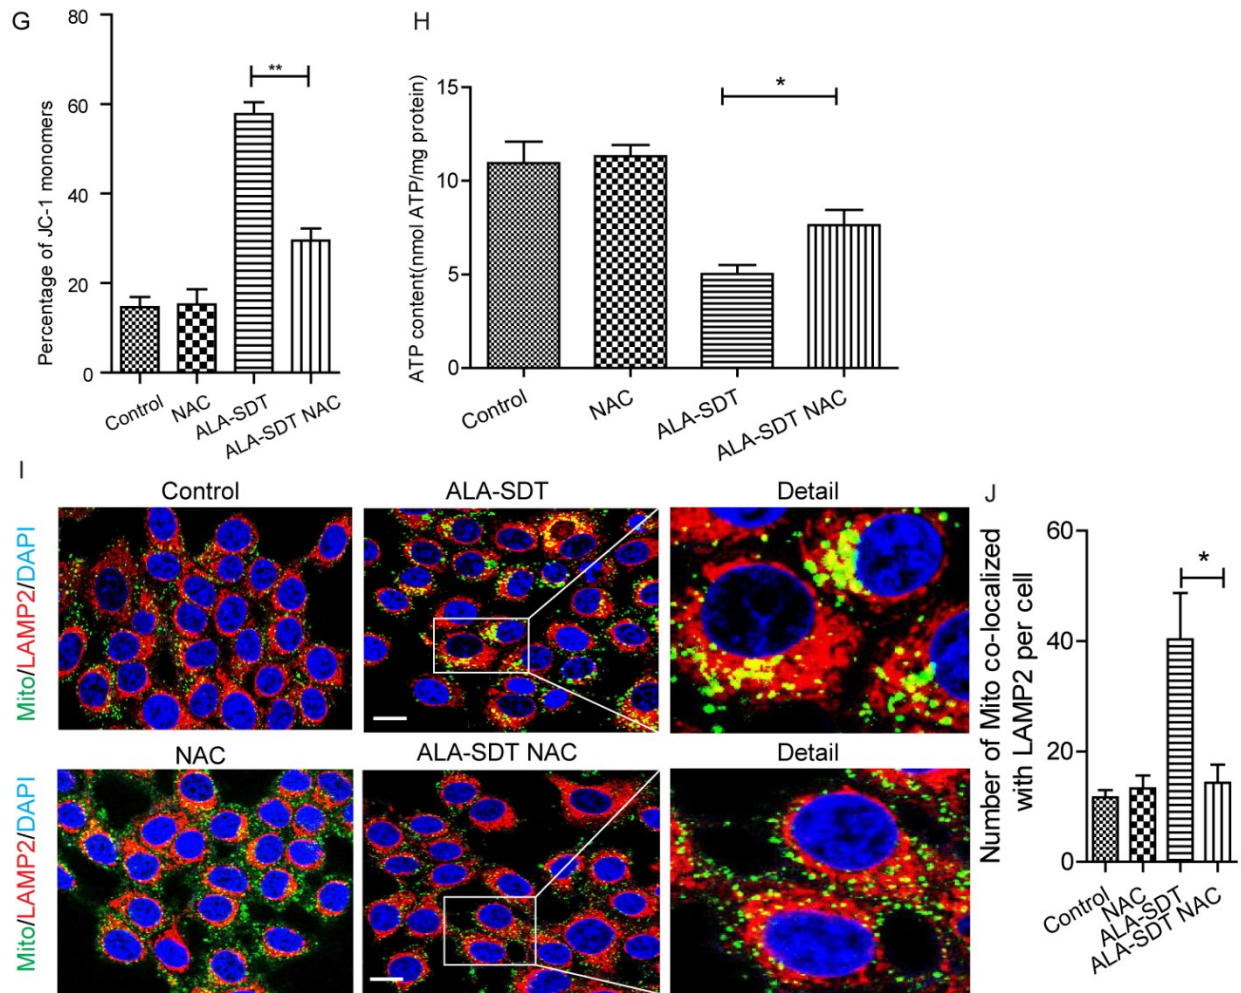 G
80
60
40
20
0
Percentage of JC-1 monomers
**
Control
NAC
ALA-SDT
ALA-SDT NAC
H
15
10
5
0
ATP content(nmol ATP/mg protein)
*
Control
NAC
ALA-SDT
ALA-SDT NAC
I
Control
ALA-SDT
Detail
Mito/LAMP2/DAPI
NAC
ALA-SDT NAC
Detail
Mito/LAMP2/DAPI
J
60
40
20
0
Number of Mito co-localized
with LAMP2 per cell
*
Control
NAC
ALA-SDT
ALA-SDT NAC